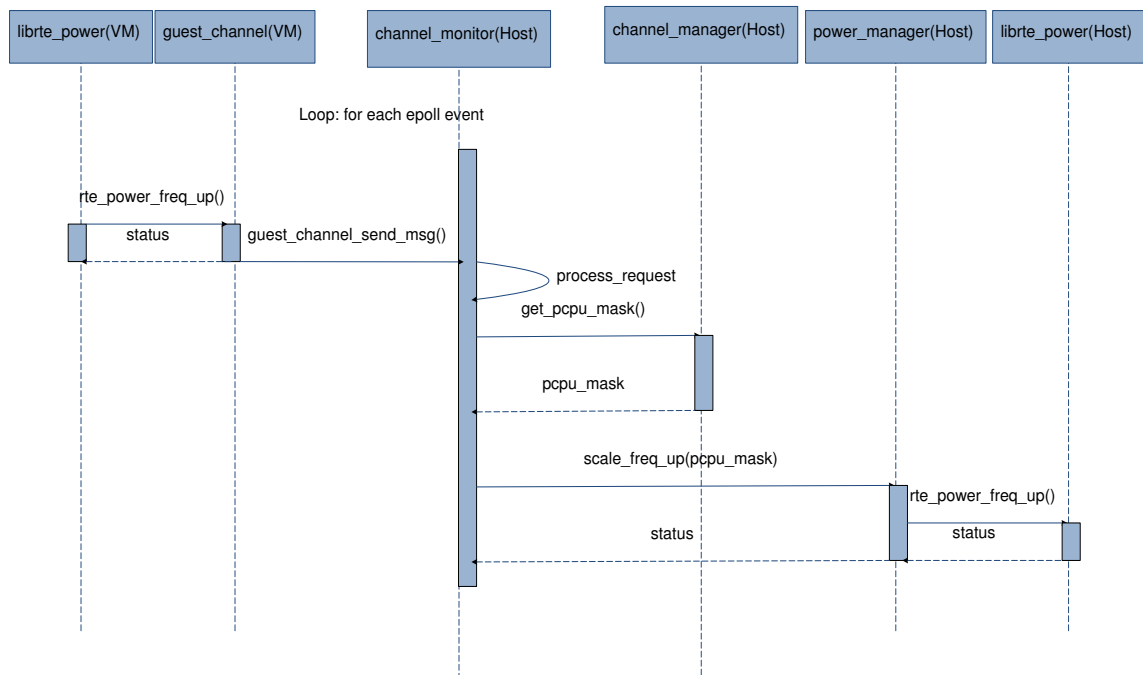 librte_power(VM)
guest_channel(VM)
channel_monitor(Host)
channel_manager(Host)
power_manager(Host)
librte_power(Host)
Loop: for each epoll event
rte_power_freq_up()
status
guest_channel_send_msg()
process_request
get_pcpu_mask()
pcpu_mask
scale_freq_up(pcpu_mask)
rte_power_freq_up()
status
status